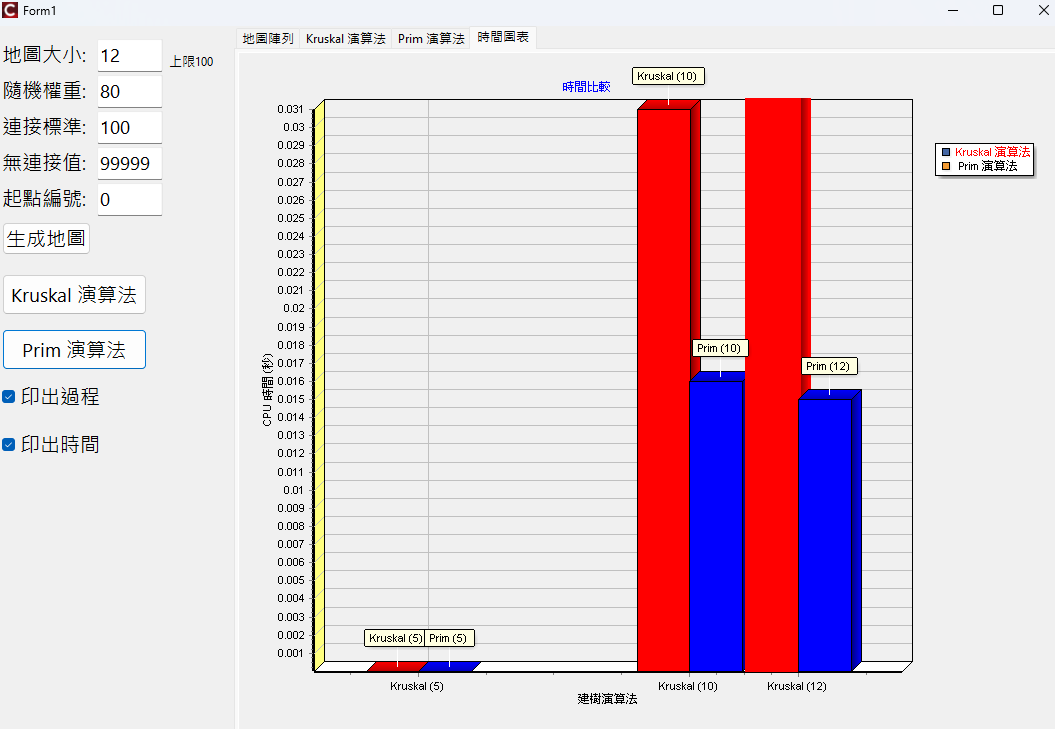 Form1
地圖大小: 12 上限100
隨機權重: 80
連接標準: 100
無連接值: 99999
起點編號: 0
生成地圖
Kruskal 演算法
Prim 演算法
印出過程
印出時間
地圖陣列 Kruskal 演算法 Prim 演算法 時間圖表
時間比較
Kruskal (10)
0.031
0.03
0.029
0.028
0.027
0.026
0.025
0.024
0.023
0.022
0.021
0.02
0.019
0.018
0.017
0.016
0.015
0.014
0.013
0.012
0.011
0.01
0.009
0.008
0.007
0.006
0.005
0.004
0.003
0.002
0.001
CPU 時間 (秒)
Prim (10)
Prim (12)
Kruskal (5) Prim (5)
Kruskal (5) Kruskal (10) Kruskal (12)
建樹演算法
Kruskal 演算法
Prim 演算法